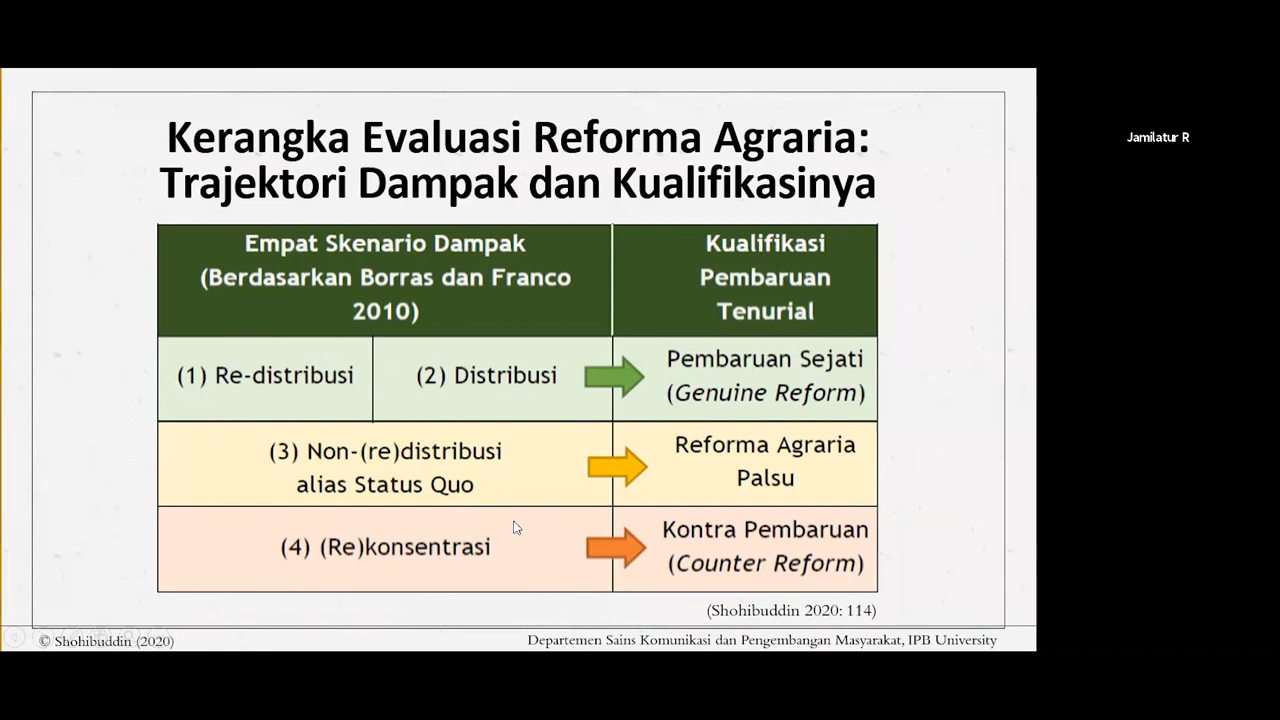 Kerangka Evaluasi Reforma Agraria:
Trajektori Dampak dan Kualifikasinya
Empat Skenario Dampak
(Berdasarkan Borras dan Franco
2010)
Kualifikasi
Pembaruan
Tenurial
(1) Re-distribusi
(2) Distribusi
Pembaruan Sejati
(Genuine Reform)
(3) Non-(re)distribusi
alias Status Quo
Reforma Agraria
Palsu
(4) (Re)konsentrasi
Kontra Pembaruan
(Counter Reform)
(Shohibuddin 2020: 114)
© Shohibuddin (2020)
Departemen Sains Komunikasi dan Pengembangan Masyarakat, IPB University
Jamilatur R